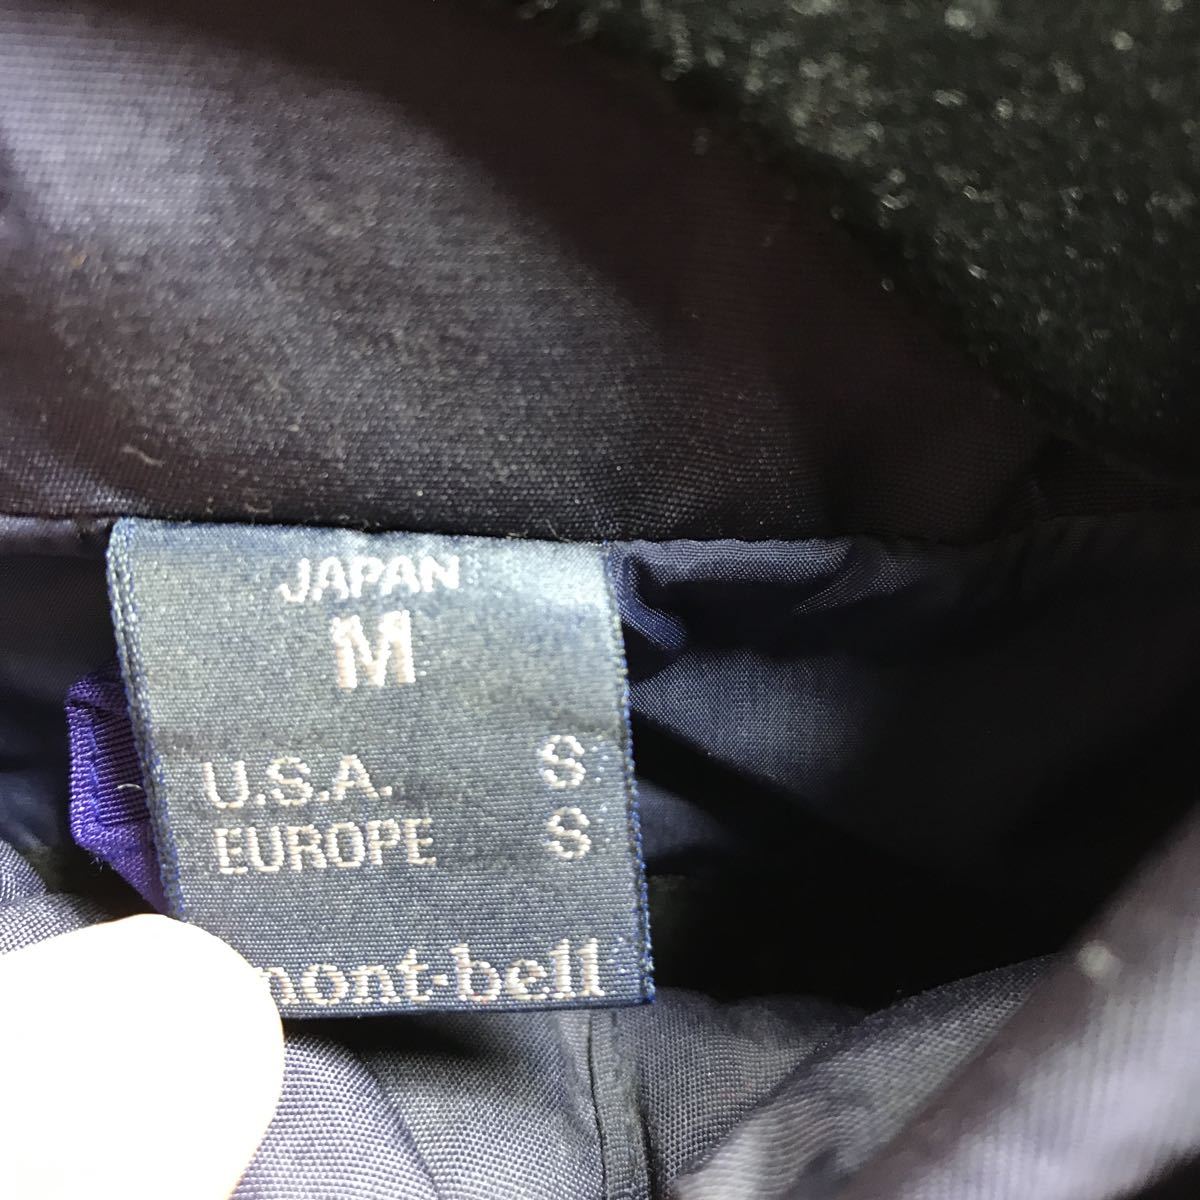 JAPAN
M
U.S.A. S
EUROPE S
mont-bell